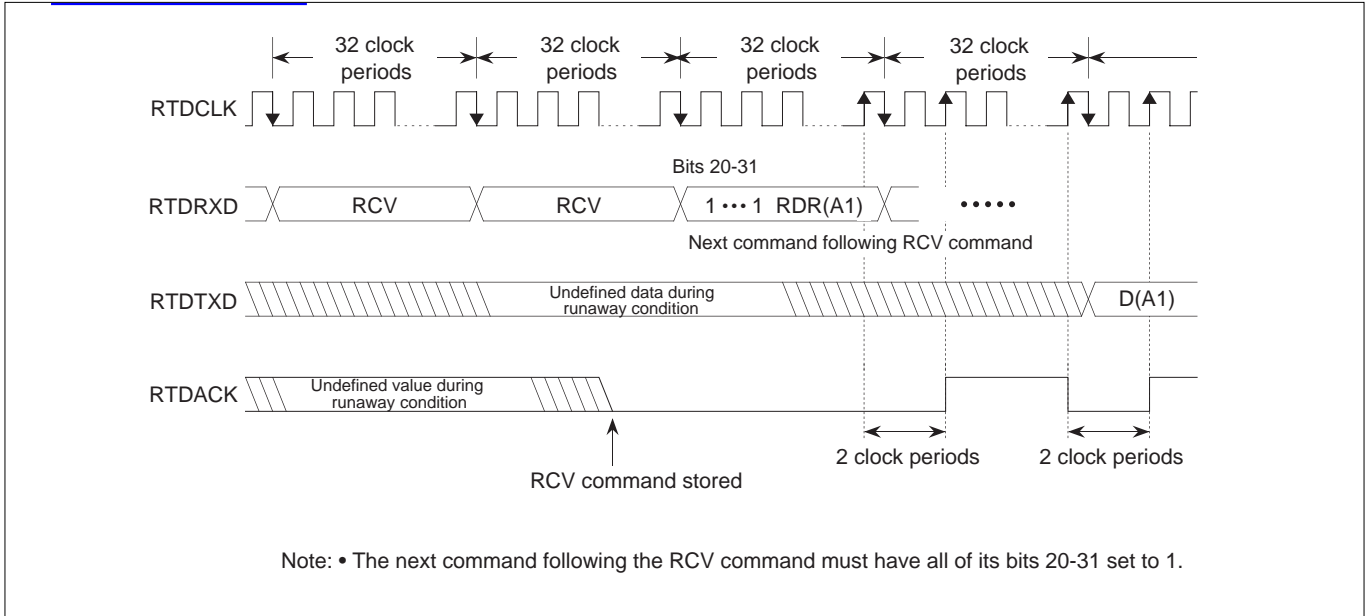 32 clock periods
32 clock periods
32 clock periods
32 clock periods
RTDCLK
Bits 20-31
RTDRXD
RCV
RCV
1 ••• 1 RDR(A1)
•••••
Next command following RCV command
RTDTXD
Undefined data during
runaway condition
D(A1)
RTDACK
Undefined value during
runaway condition
2 clock periods
2 clock periods
RCV command stored
Note: • The next command following the RCV command must have all of its bits 20-31 set to 1.